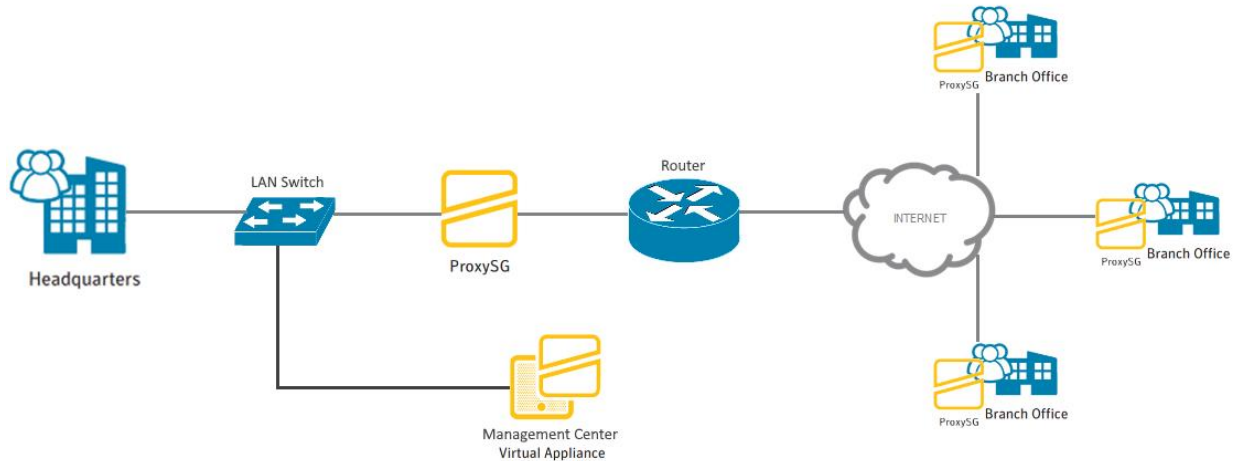 ProxySG
Branch Office
Router
LAN Switch
INTERNET
Headquarters
ProxySG
ProxySG
Branch Office
Management Center
Virtual Appliance
ProxySG
Branch Office